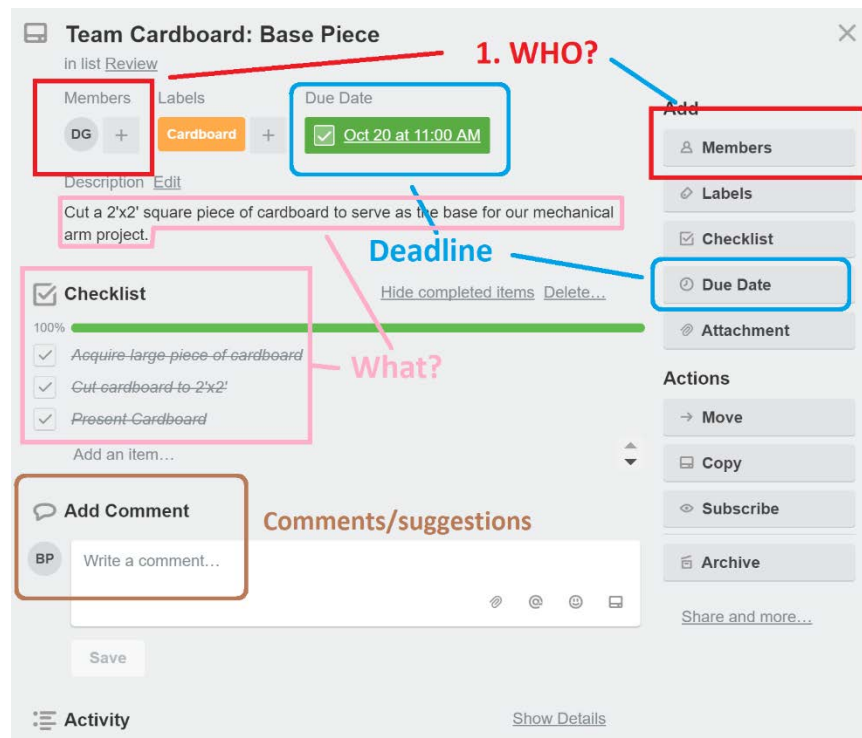 Team Cardboard: Base Piece
in list Review
1. WHO?
Members Labels Due Date
DG + Cardboard + Oct 20 at 11:00 AM
Description Edit
Cut a 2'x2' square piece of cardboard to serve as the base for our mechanical
arm project.
Deadline
Checklist Hide completed items Delete...
100%
Acquire large piece of cardboard
What?
Cut cardboard to 2'x2'
Present Cardboard
Add an item...
Add Comment
Comments/suggestions
BP Write a comment...
@
Save
Activity Show Details
Add
Members
Labels
Checklist
Due Date
Attachment
Actions
→ Move
Copy
Subscribe
Archive
Share and more...